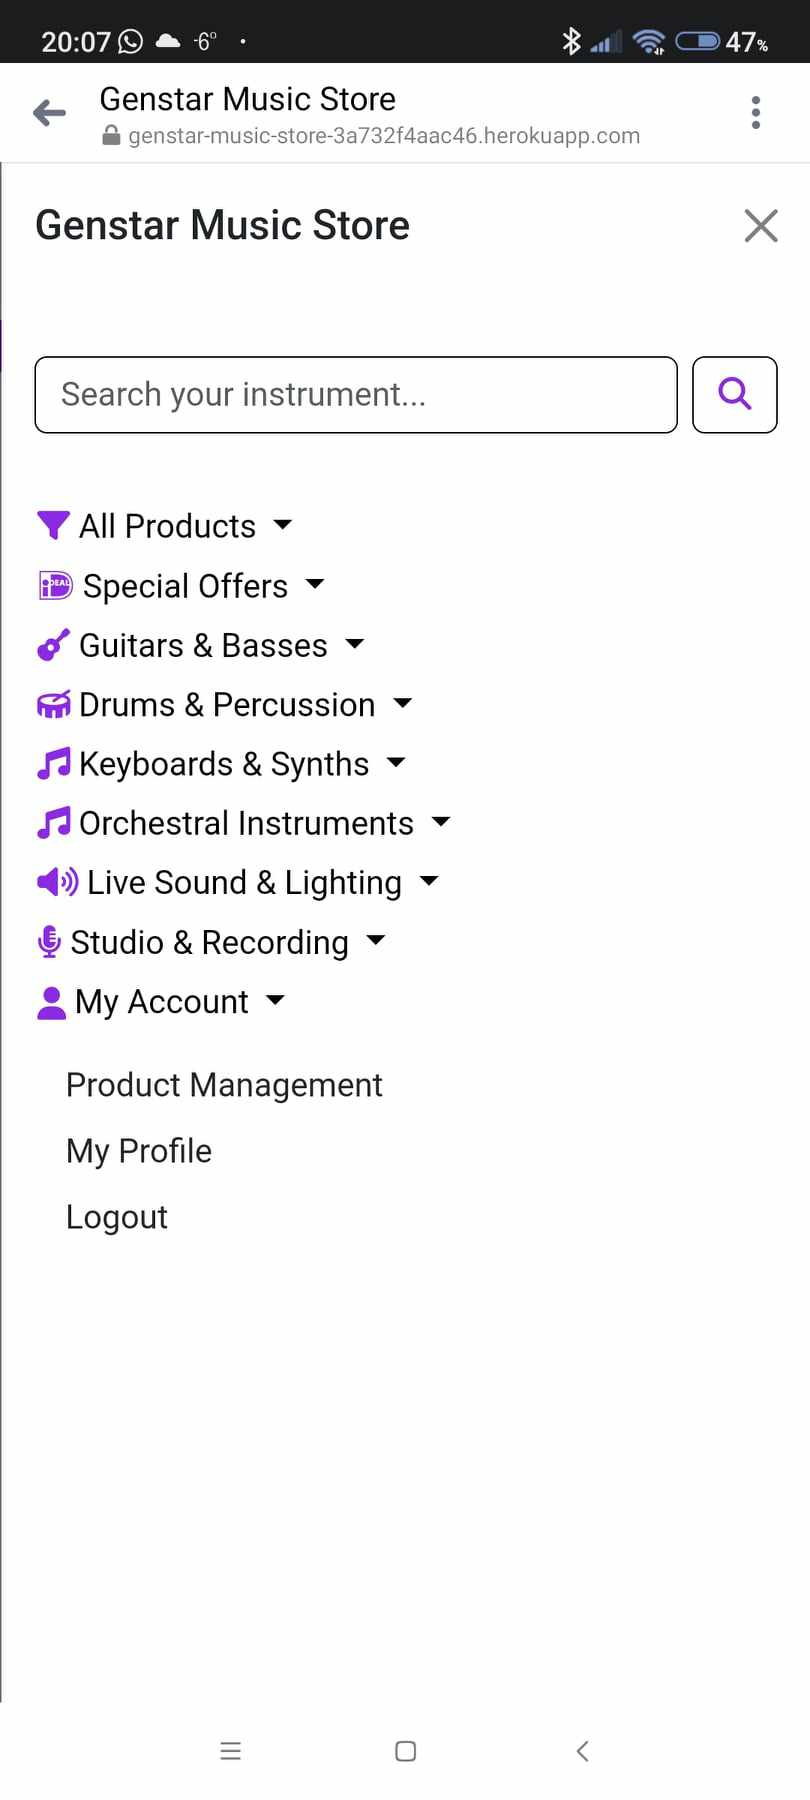 20:07 -6° 47%
Genstar Music Store
genstar-music-store-3a732f4aac46.herokuapp.com
Genstar Music Store
Search your instrument...
All Products
iDEAL Special Offers
Guitars & Basses
Drums & Percussion
Keyboards & Synths
Orchestral Instruments
Live Sound & Lighting
Studio & Recording
My Account
Product Management
My Profile
Logout